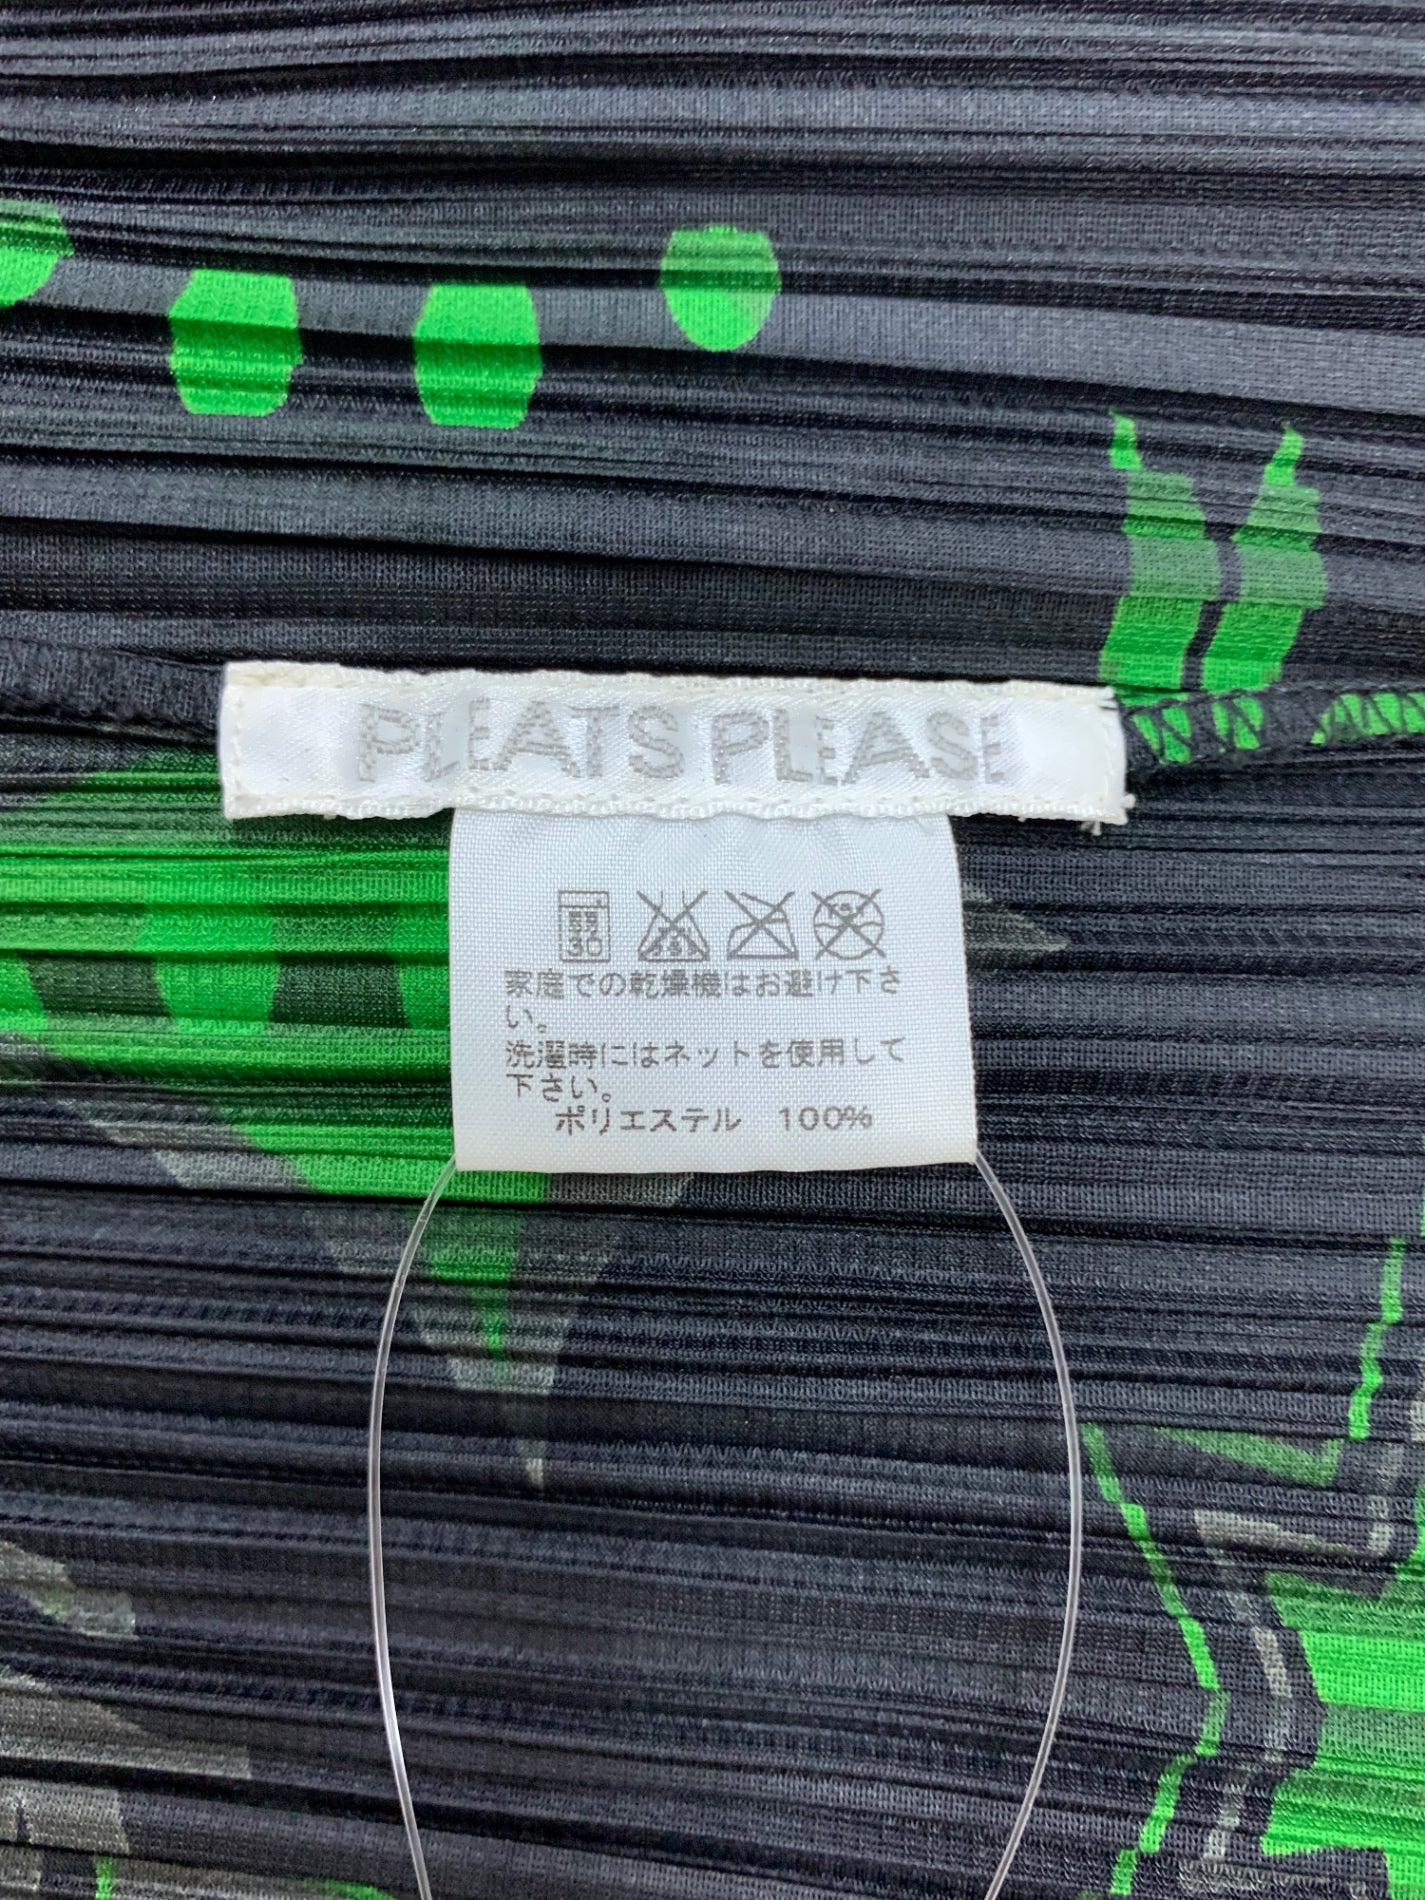 PLEATS PLEASE
30
家庭での乾燥機はお避け下さ
い。
洗濯時にはネットを使用して
下さい。
ポリエステル 100%